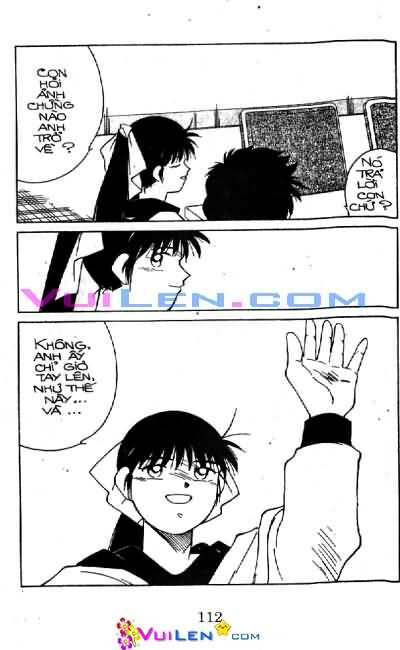 CON
HỎI
ANH
CHỪNG
NÀO
ANH
TRỞ
VỀ ?
NÓ
TRẢ
LỜI
CON
CHỨ ?
VUILEN.COM
KHÔNG,
ANH ẤY
CHỈ GIƠ
TAY LÊN,
NHƯ THẾ
NÀY...
VÀ ...
112
VUILEN.COM